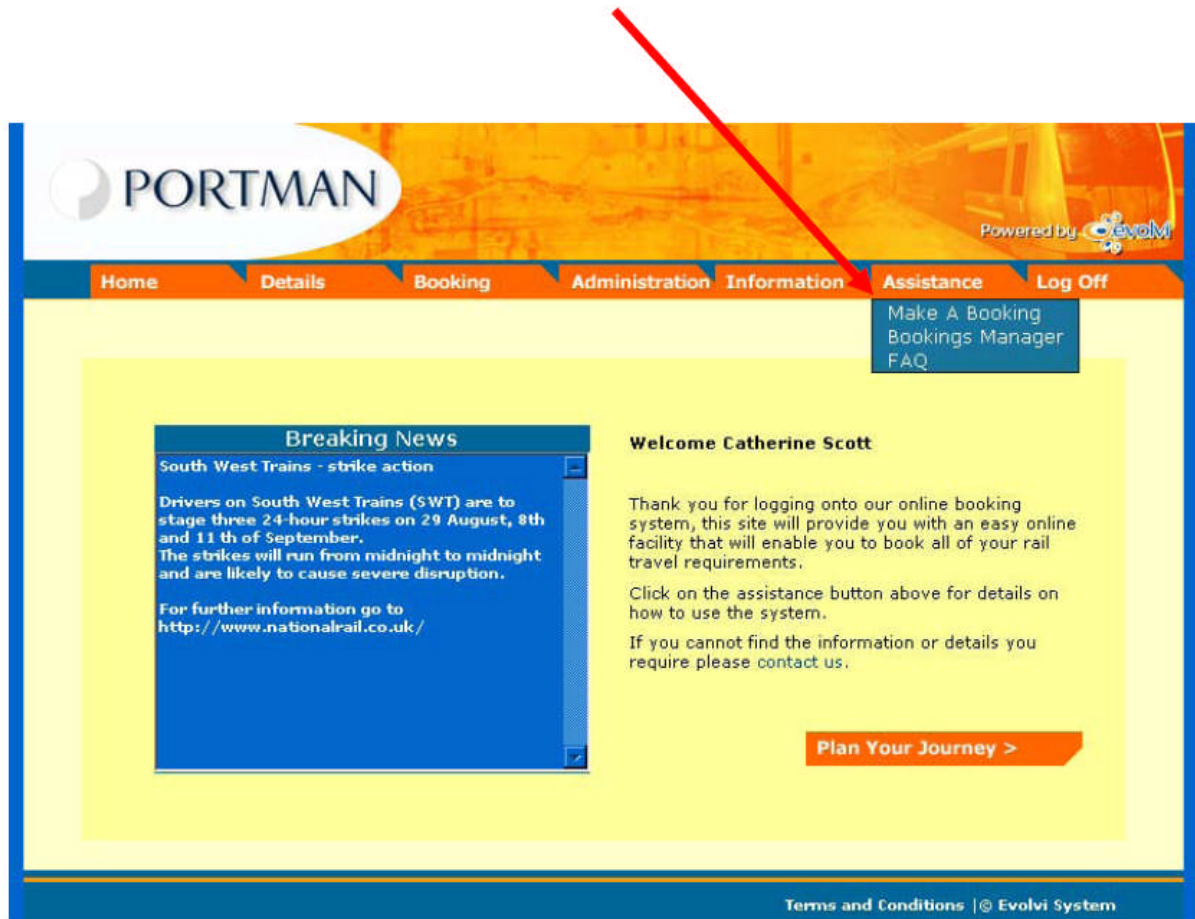 PORTMAN
Powered by evolvi
Home Details Booking Administration Information Assistance Log Off
Make A Booking
Bookings Manager
FAQ
Breaking News
South West Trains - strike action
Drivers on South West Trains (SWT) are to
stage three 24-hour strikes on 29 August, 8th
and 11 th of September.
The strikes will run from midnight to midnight
and are likely to cause severe disruption.
For further information go to
http://www.nationalrail.co.uk/
Welcome Catherine Scott
Thank you for logging onto our online booking
system, this site will provide you with an easy online
facility that will enable you to book all of your rail
travel requirements.
Click on the assistance button above for details on
how to use the system.
If you cannot find the information or details you
require please contact us.
Plan Your Journey >
Terms and Conditions |© Evolvi System